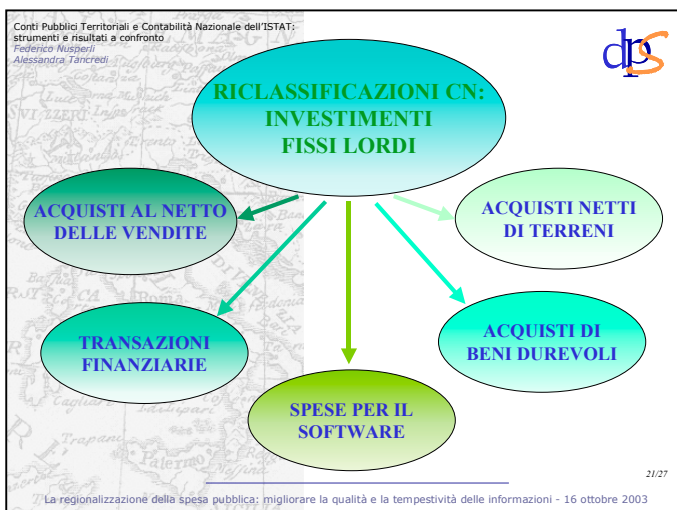 Conti Pubblici Territoriali e Contabilità Nazionale dell'ISTAT:
strumenti e risultati a confronto
Federico Nusperli
Alessandra Tancredi
dps
RICLASSIFICAZIONI CN:
INVESTIMENTI
FISSI LORDI
ACQUISTI AL NETTO
DELLE VENDITE
ACQUISTI NETTI
DI TERRENI
TRANSAZIONI
FINANZIARIE
ACQUISTI DI
BENI DUREVOLI
SPESE PER IL
SOFTWARE
Trapani
Palermo
21/27
La regionalizzazione della spesa pubblica: migliorare la qualità e la tempestività delle informazioni - 16 ottobre 2003